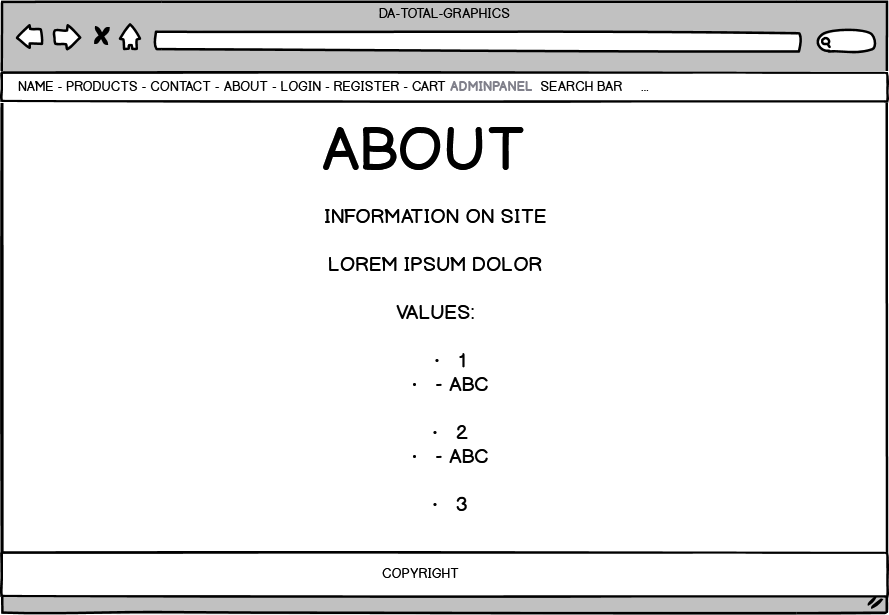 DA-TOTAL-GRAPHICS
NAME - PRODUCTS - CONTACT - ABOUT - LOGIN - REGISTER - CART ADMINPANEL SEARCH BAR ...
ABOUT
INFORMATION ON SITE
LOREM IPSUM DOLOR
VALUES:
· 1
· - ABC
· 2
· - ABC
· 3
COPYRIGHT